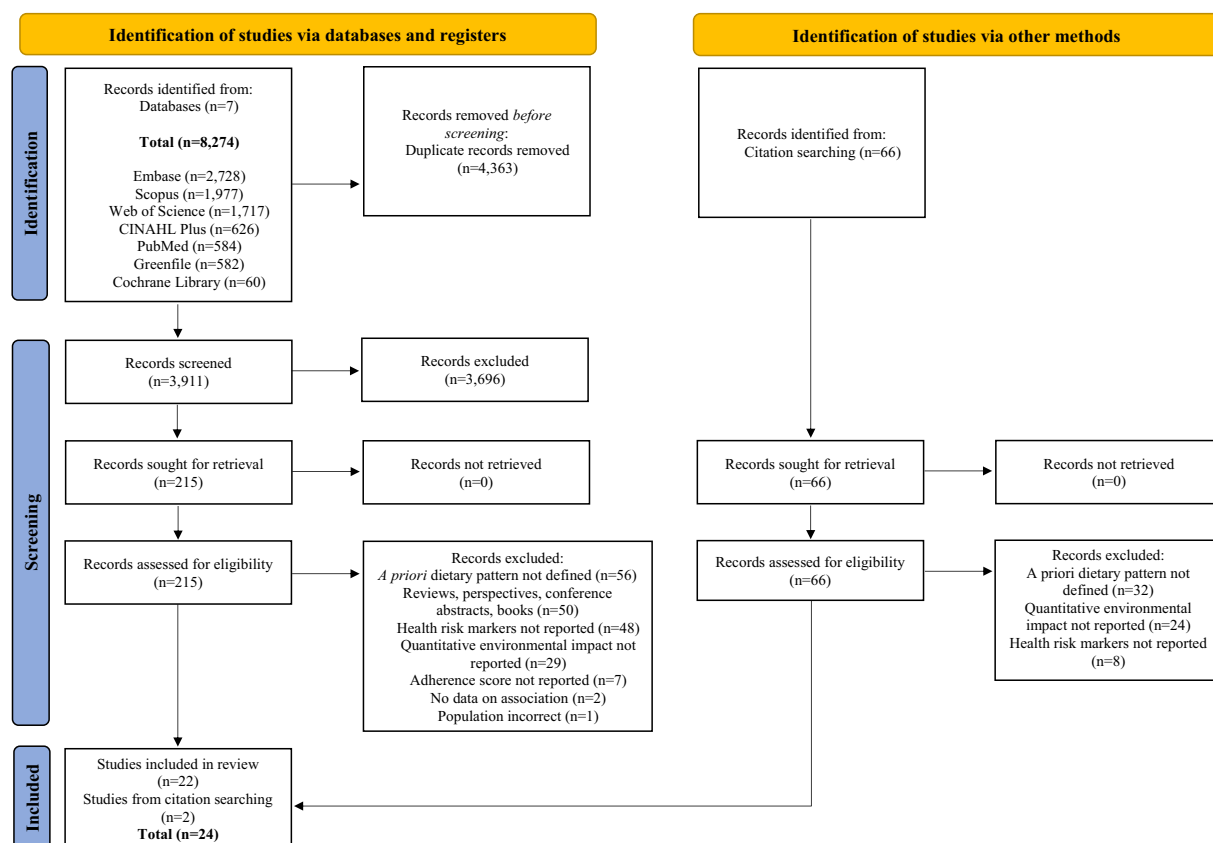 Identification of studies via databases and registers
Identification of studies via other methods
Identification
Records identified from:
Databases (n=7)
Total (n=8,274)
Embase (n=2,728)
Scopus (n=1,977)
Web of Science (n=1,717)
CINAHL Plus (n=626)
PubMed (n=584)
Greenfile (n=582)
Cochrane Library (n=60)
Records removed before
screening:
Duplicate records removed
(n=4,363)
Records identified from:
Citation searching (n=66)
Screening
Records screened
(n=3,911)
Records excluded
(n=3,696)
Records sought for retrieval
(n=215)
Records not retrieved
(n=0)
Records sought for retrieval
(n=66)
Records not retrieved
(n=0)
Records assessed for eligibility
(n=215)
Records excluded:
A priori dietary pattern not defined (n=56)
Reviews, perspectives, conference
abstracts, books (n=50)
Health risk markers not reported (n=48)
Quantitative environmental impact not
reported (n=29)
Adherence score not reported (n=7)
No data on association (n=2)
Population incorrect (n=1)
Records assessed for eligibility
(n=66)
Records excluded:
A priori dietary pattern not
defined (n=32)
Quantitative environmental
impact not reported (n=24)
Health risk markers not reported
(n=8)
Included
Studies included in review
(n=22)
Studies from citation searching
(n=2)
Total (n=24)